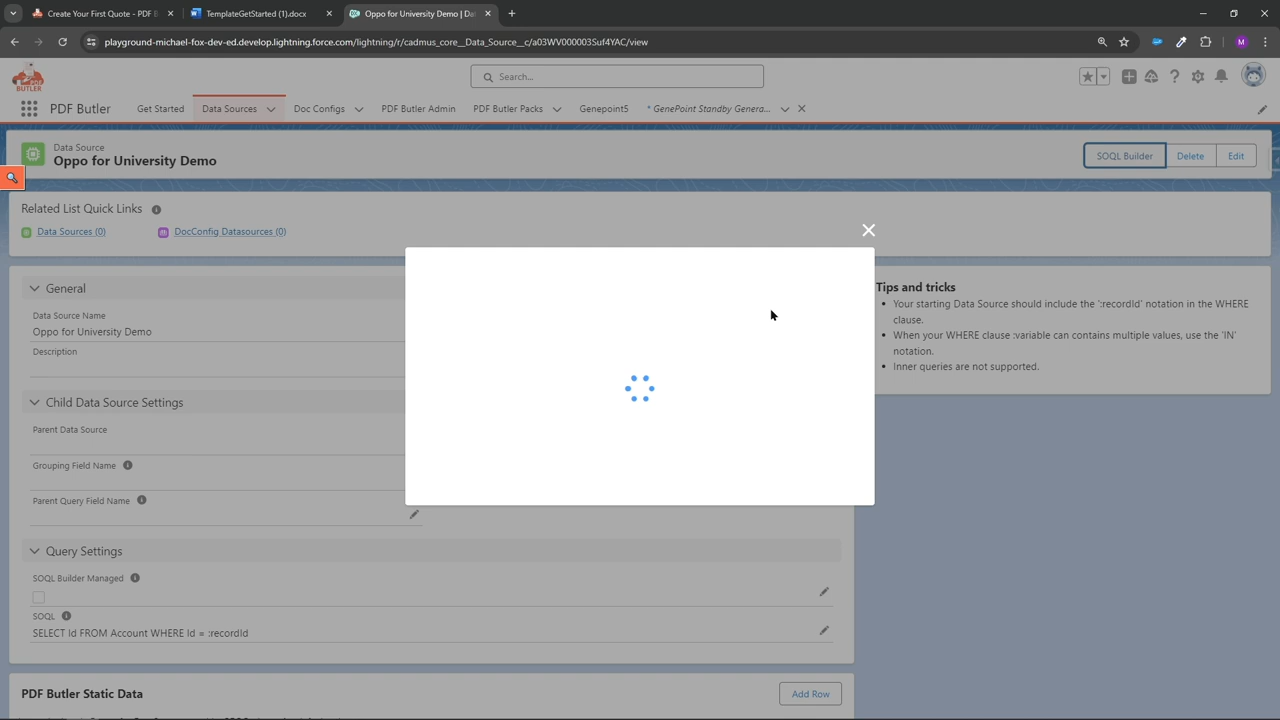 Create Your First Quote - PDF B
TemplateGetStarted (1).docx
Oppo for University Demo | Da
playground-michael-fox-dev-ed.develop.lightning.force.com/lightning/r/cadmus_core__Data_Source__c/a03WV000003Suf4YAC/view
M
PDF
BUTLER
Search...
PDF Butler
Get Started
Data Sources
Doc Configs
PDF Butler Admin
PDF Butler Packs
Genepoint5
* GenePoint Standby Genera...
Data Source
Oppo for University Demo
SOQL Builder
Delete
Edit
Related List Quick Links
Data Sources (0)
DocConfig Datasources (0)
General
Data Source Name
Oppo for University Demo
Description
Child Data Source Settings
Parent Data Source
Grouping Field Name
Parent Query Field Name
Query Settings
SOQL Builder Managed
SOQL
SELECT Id FROM Account WHERE Id = :recordId
PDF Butler Static Data
Add Row
Tips and tricks
Your starting Data Source should include the ':recordId' notation in the WHERE
clause.
When your WHERE clause :variable can contains multiple values, use the 'IN'
notation.
Inner queries are not supported.